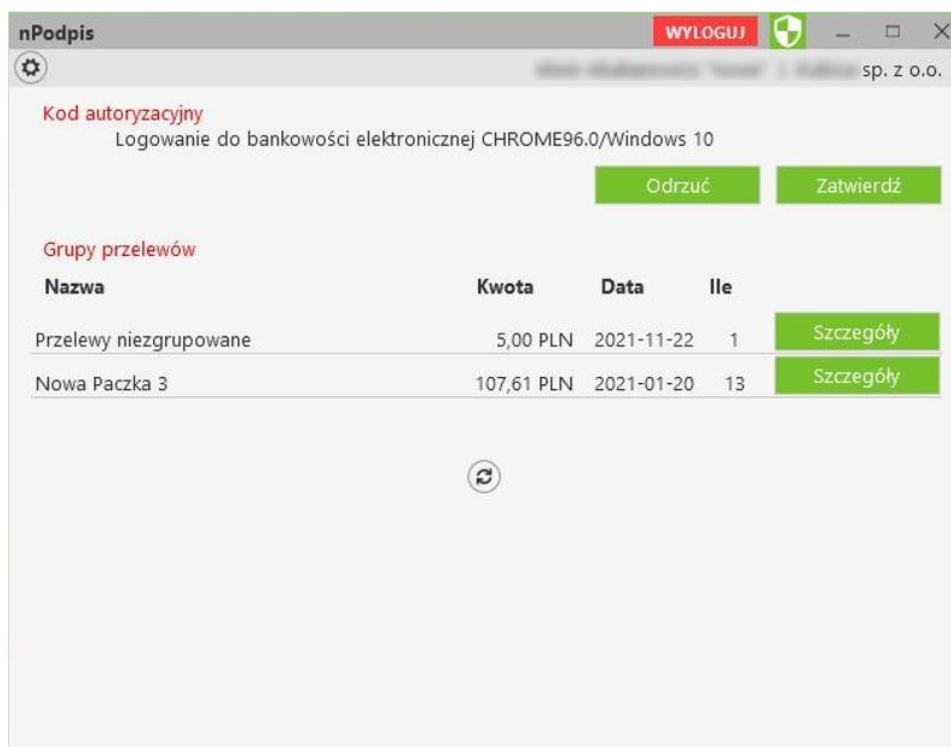 nPodpis WYLOGUJ
sp. z o.o.
Kod autoryzacyjny
Logowanie do bankowości elektronicznej CHROME96.0/Windows 10
Odrzuć Zatwierdź
Grupy przelewów
Nazwa Kwota Data Ile
Przelewy niezgrupowane 5,00 PLN 2021-11-22 1 Szczegóły
Nowa Paczka 3 107,61 PLN 2021-01-20 13 Szczegóły